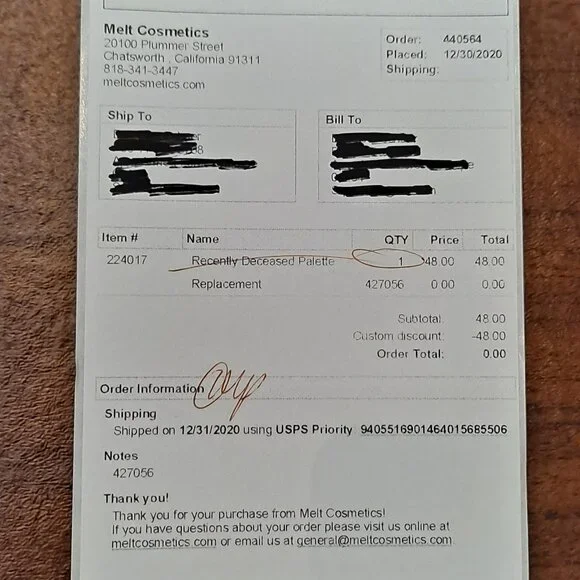 Melt Cosmetics
20100 Plummer Street
Chatsworth , California 91311
818-341-3447
meltcosmetics.com
Order: 440564
Placed: 12/30/2020
Shipping:
Ship To
Bill To
Item # Name QTY Price Total
224017 Recently Deceased Palette 1 48.00 48.00
Replacement 427056 0.00 0.00
Subtotal: 48.00
Custom discount: -48.00
Order Total: 0.00
Order Information
Shipping
Shipped on 12/31/2020 using USPS Priority 9405516901464015685506
Notes
427056
Thank you!
Thank you for your purchase from Melt Cosmetics!
If you have questions about your order please visit us online at
meltcosmetics.com or email us at general@meltcosmetics.com